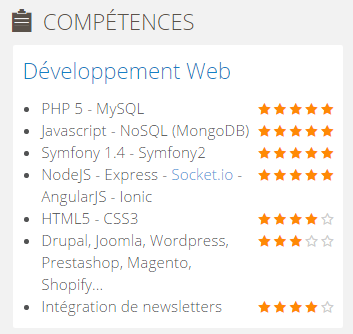 COMPÉTENCES
Développement Web
PHP 5 - MySQL
Javascript - NoSQL (MongoDB)
Symfony 1.4 - Symfony2
NodeJS - Express - Socket.io -
AngularJS - Ionic
HTML5 - CSS3
Drupal, Joomla, Wordpress,
Prestashop, Magento,
Shopify...
Intégration de newsletters